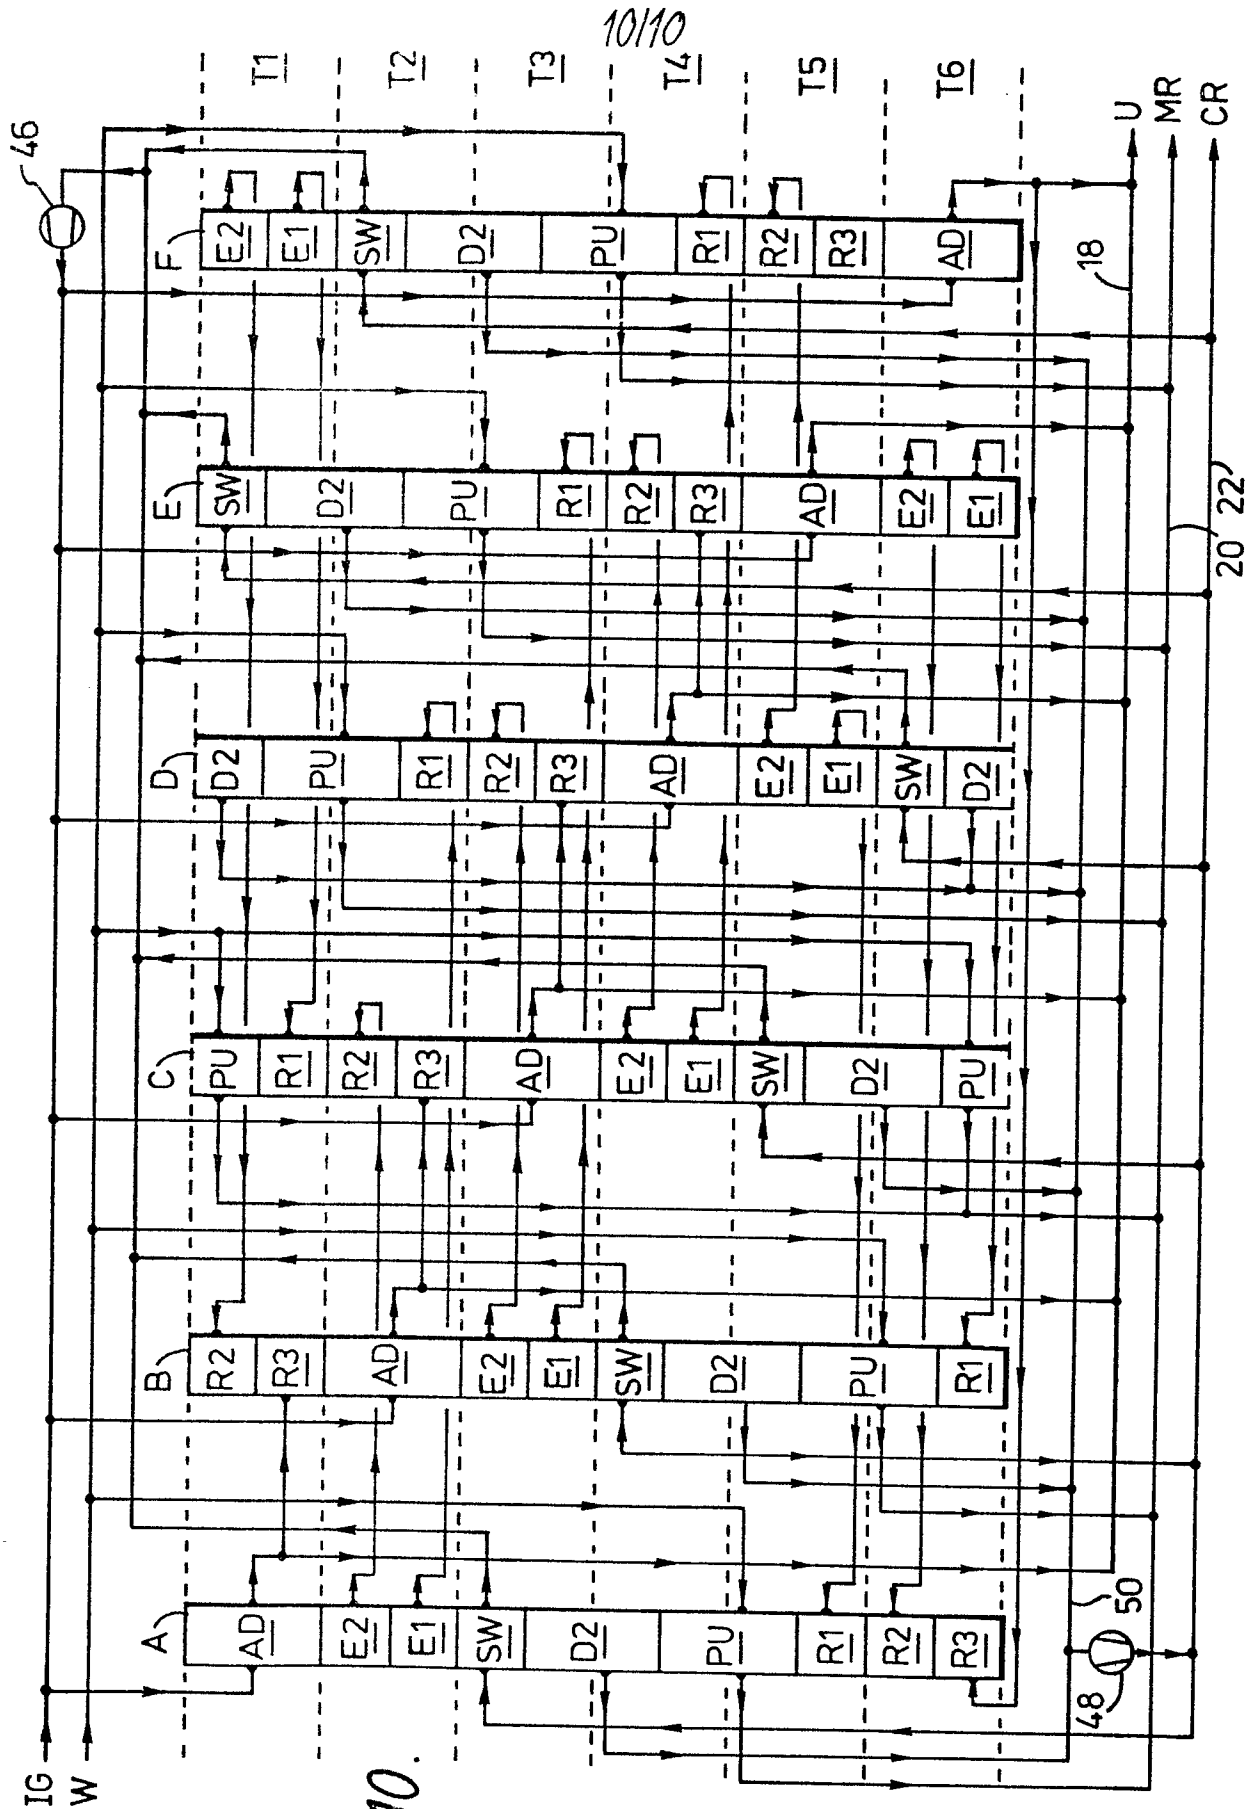 10/10
46
T1
T2
T3
T4
T5
T6
F
E2
E1
SW
D2
PU
R1
R2
R3
AD
U
MR
CR
18
E
SW
D2
PU
R1
R2
R3
AD
E2
E1
20
22
D
D2
PU
R1
R2
R3
AD
E2
E1
SW
D2
C
PU
R1
R2
R3
AD
E2
E1
SW
D2
PU
B
R2
R3
AD
E2
E1
SW
D2
PU
R1
A
AD
E2
E1
SW
D2
PU
R1
R2
R3
50
48
IG
W
10.